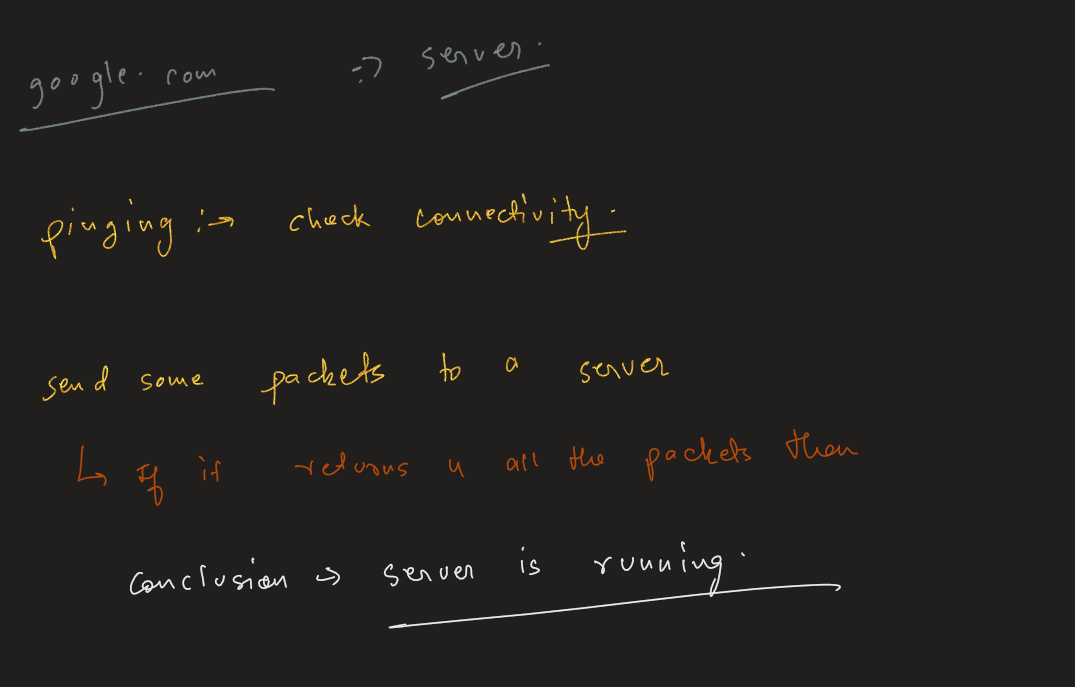 google.com => server.
pinging :→ check connectivity.
send some packets to a server
↳ If it returns u all the packets then
Conclusion → server is running.